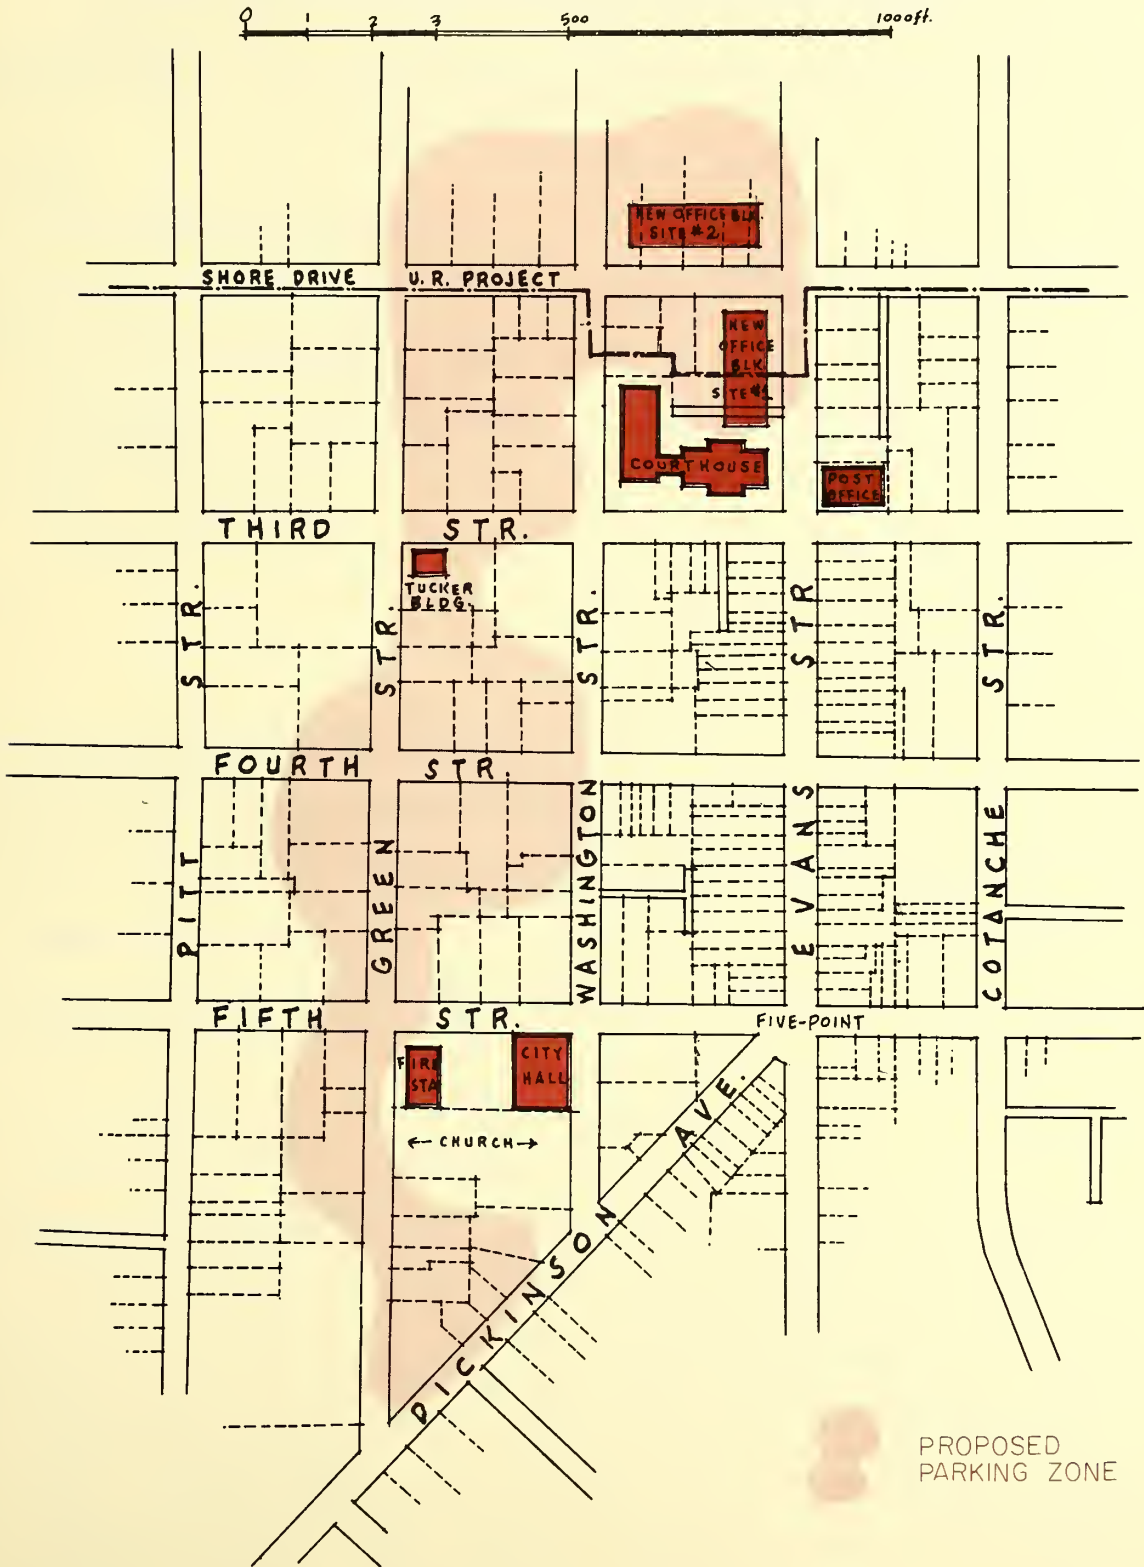 0 1 2 3 500 1000ft.
NEW OFFICE BLK.
SITE #2
SHORE DRIVE U.R. PROJECT
NEW
OFFICE
BLK
SITE #1
COURTHOUSE
POST
OFFICE
THIRD STR.
TUCKER
BLDG.
PITT STR.
GREEN STR.
WASHINGTON STR.
EVANS STR
COTANCHE STR.
FOURTH STR.
FIFTH STR.
FIVE-POINT
FIRE
STA
CITY
HALL
← CHURCH →
DICKINSON AVE.
PROPOSED
PARKING ZONE